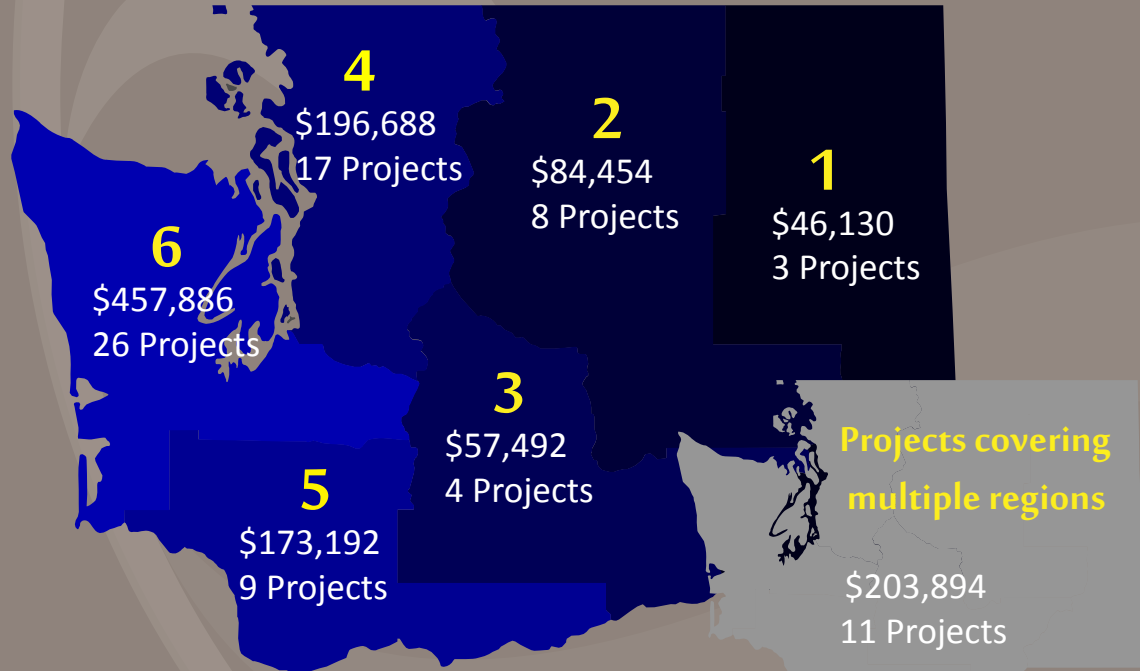 4
$196,688
17 Projects
2
$84,454
8 Projects
1
$46,130
3 Projects
6
$457,886
26 Projects
3
$57,492
4 Projects
5
$173,192
9 Projects
Projects covering
multiple regions
$203,894
11 Projects